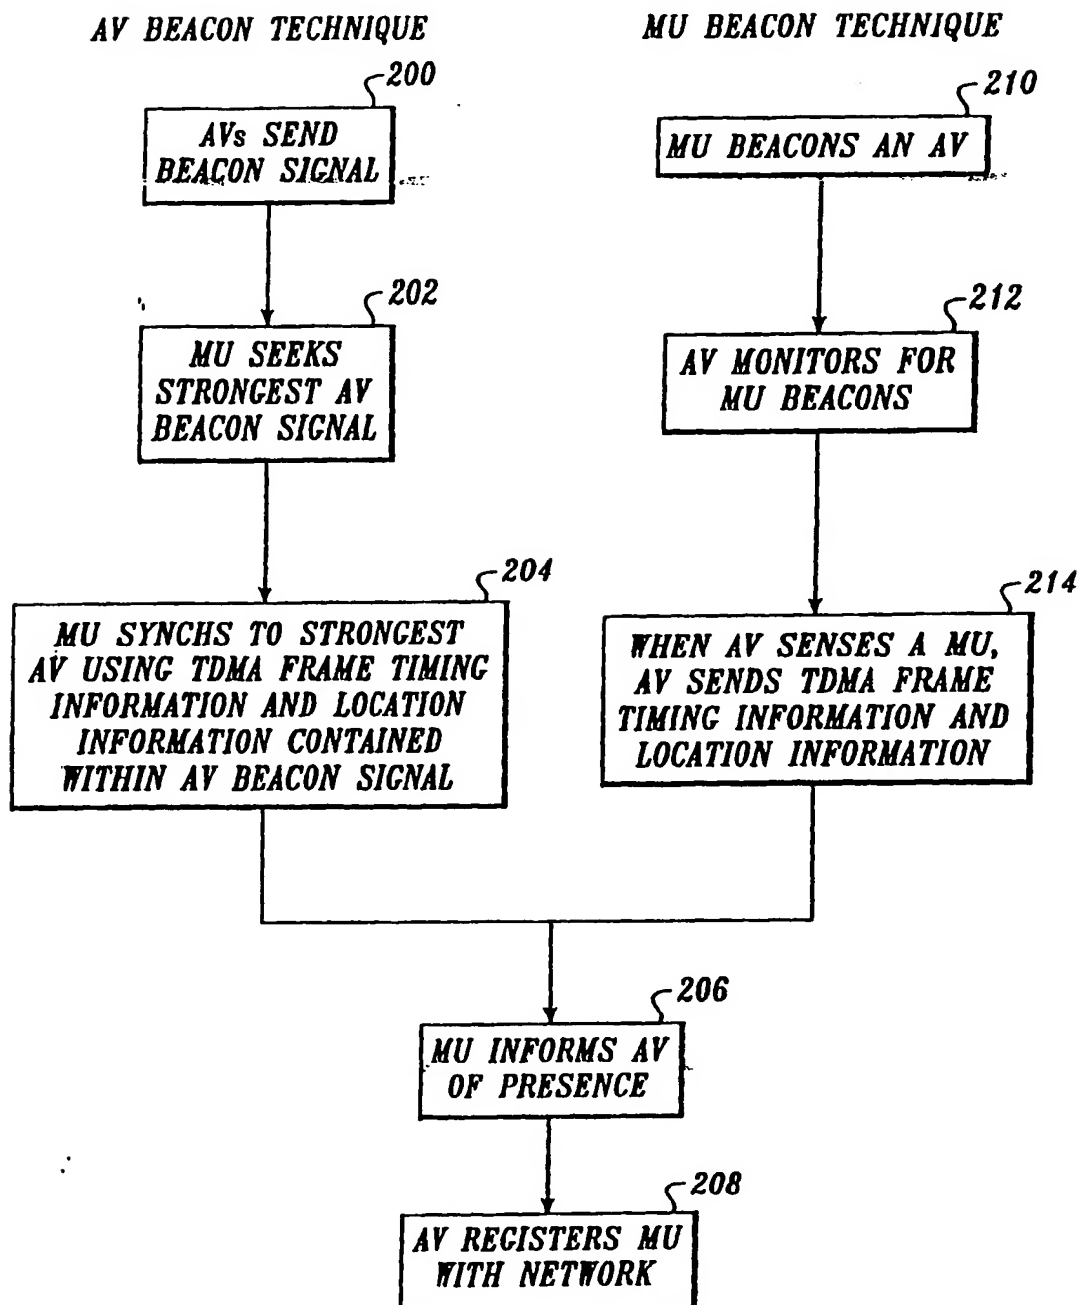 AV BEACON TECHNIQUE
200
AVs SEND
BEACON SIGNAL
202
MU SEEKS
STRONGEST AV
BEACON SIGNAL
204
MU SYNCHS TO STRONGEST
AV USING TDMA FRAME TIMING
INFORMATION AND LOCATION
INFORMATION CONTAINED
WITHIN AV BEACON SIGNAL
MU BEACON TECHNIQUE
210
MU BEACONS AN AV
212
AV MONITORS FOR
MU BEACONS
214
WHEN AV SENSES A MU,
AV SENDS TDMA FRAME
TIMING INFORMATION AND
LOCATION INFORMATION
206
MU INFORMS AV
OF PRESENCE
208
AV REGISTERS MU
WITH NETWORK